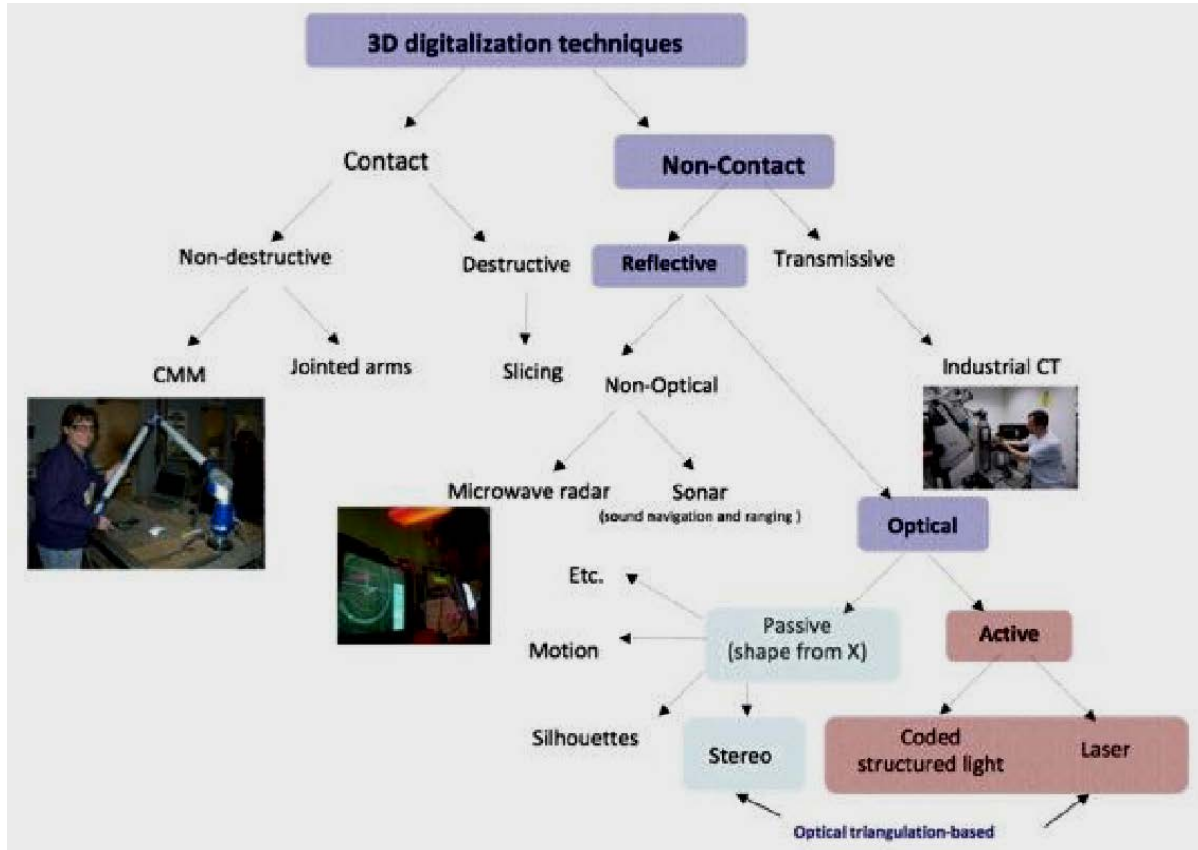 3D digitalization techniques
Contact
Non-Contact
Non-destructive
Destructive
Reflective
Transmissive
CMM
Jointed arms
Slicing
Non-Optical
Industrial CT
Microwave radar
Sonar
(sound navigation and ranging )
Optical
Etc.
Passive
(shape from X)
Active
Motion
Silhouettes
Stereo
Coded
structured light
Laser
Optical triangulation-based